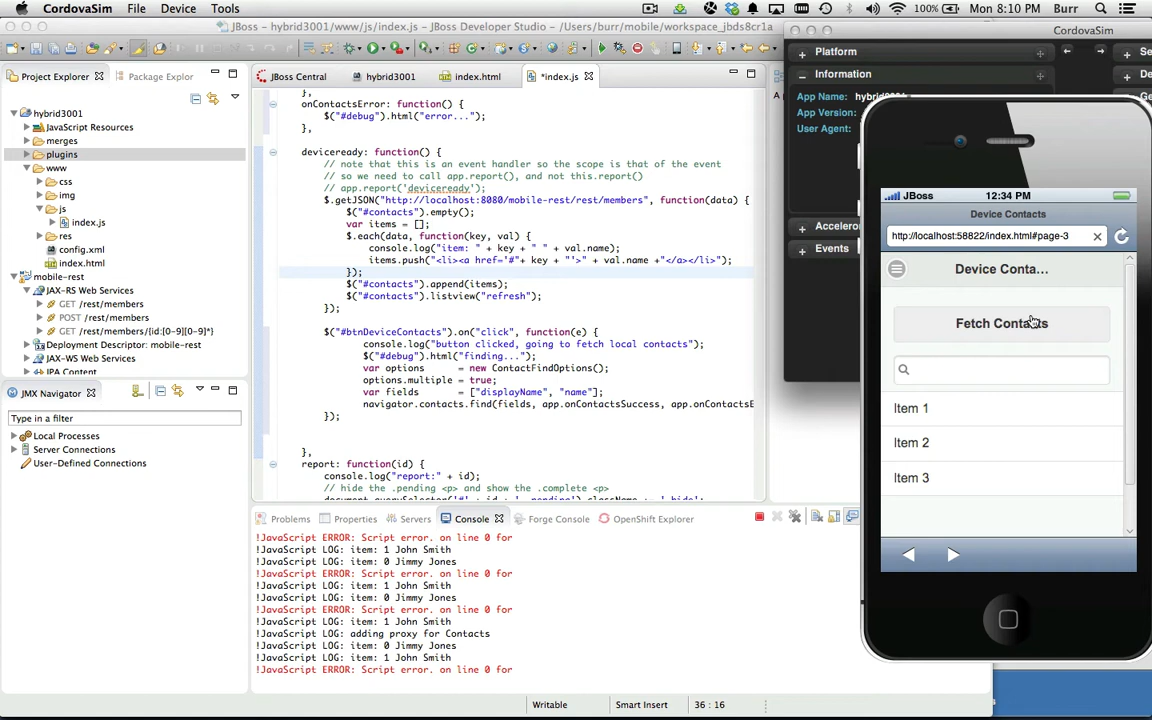 CordovaSim File Device Tools 100% Mon 8:10 PM Burr
JBoss - hybrid3001/www/js/index.js - JBoss Developer Studio - /Users/burr/mobile/workspace_jbds8cr1a
CordovaSim
Project Explorer Package Explor
JBoss Central hybrid3001 index.html *index.js
hybrid3001
JavaScript Resources
merges
plugins
www
css
img
js
index.js
res
config.xml
index.html
mobile-rest
JAX-RS Web Services
GET /rest/members
POST /rest/members
GET /rest/members/{id:[0-9][0-9]*}
Deployment Descriptor: mobile-rest
JAX-WS Web Services
IPA Content
JMX Navigator
Type in a filter
Local Processes
Server Connections
User-Defined Connections
},
onContactsError: function() {
$("#debug").html("error...");
},
deviceready: function() {
// note that this is an event handler so the scope is that of the event
// so we need to call app.report(), and not this.report()
// app.report('deviceready');
$.getJSON("http://localhost:8080/mobile-rest/rest/members", function(data) {
$("#contacts").empty();
var items = [];
$.each(data, function(key, val) {
console.log("item: " + key + " " + val.name);
items.push("<li><a href='#"+ key + "'>" + val.name +"</a></li>");
});
$("#contacts").append(items);
$("#contacts").listview("refresh");
});
$("#btnDeviceContacts").on("click", function(e) {
console.log("button clicked, going to fetch local contacts");
$("#debug").html("finding...");
var options = new ContactFindOptions();
options.multiple = true;
var fields = ["displayName", "name"];
navigator.contacts.find(fields, app.onContactsSuccess, app.onContactsE
});
},
report: function(id) {
console.log("report:" + id);
// hide the .pending <p> and show the .complete <p>
document.querySelector('#' + id + ' .pending').className += ' hide';
Problems Properties Servers Console Forge Console OpenShift Explorer
!JavaScript ERROR: Script error. on line 0 for
!JavaScript LOG: item: 1 John Smith
!JavaScript LOG: item: 0 Jimmy Jones
!JavaScript ERROR: Script error. on line 0 for
!JavaScript LOG: item: 1 John Smith
!JavaScript LOG: item: 0 Jimmy Jones
!JavaScript ERROR: Script error. on line 0 for
!JavaScript LOG: item: 1 John Smith
!JavaScript LOG: adding proxy for Contacts
!JavaScript LOG: item: 0 Jimmy Jones
!JavaScript LOG: item: 1 John Smith
!JavaScript ERROR: Script error. on line 0 for
Writable Smart Insert 36 : 16
Platform
Information
App Name:
App Version
User Agent:
Accelero
Events
JBoss 12:34 PM
Device Contacts
http://localhost:58822/index.html#page-3
Device Conta...
Fetch Contacts
Item 1
Item 2
Item 3